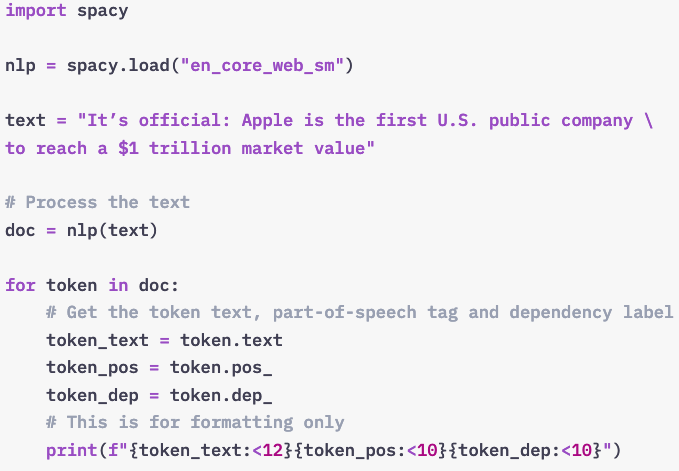 import spacy
nlp = spacy.load("en_core_web_sm")
text = "It’s official: Apple is the first U.S. public company \
to reach a $1 trillion market value"
# Process the text
doc = nlp(text)
for token in doc:
    # Get the token text, part-of-speech tag and dependency label
    token_text = token.text
    token_pos = token.pos_
    token_dep = token.dep_
    # This is for formatting only
    print(f"{token_text:<12}{token_pos:<10}{token_dep:<10}")